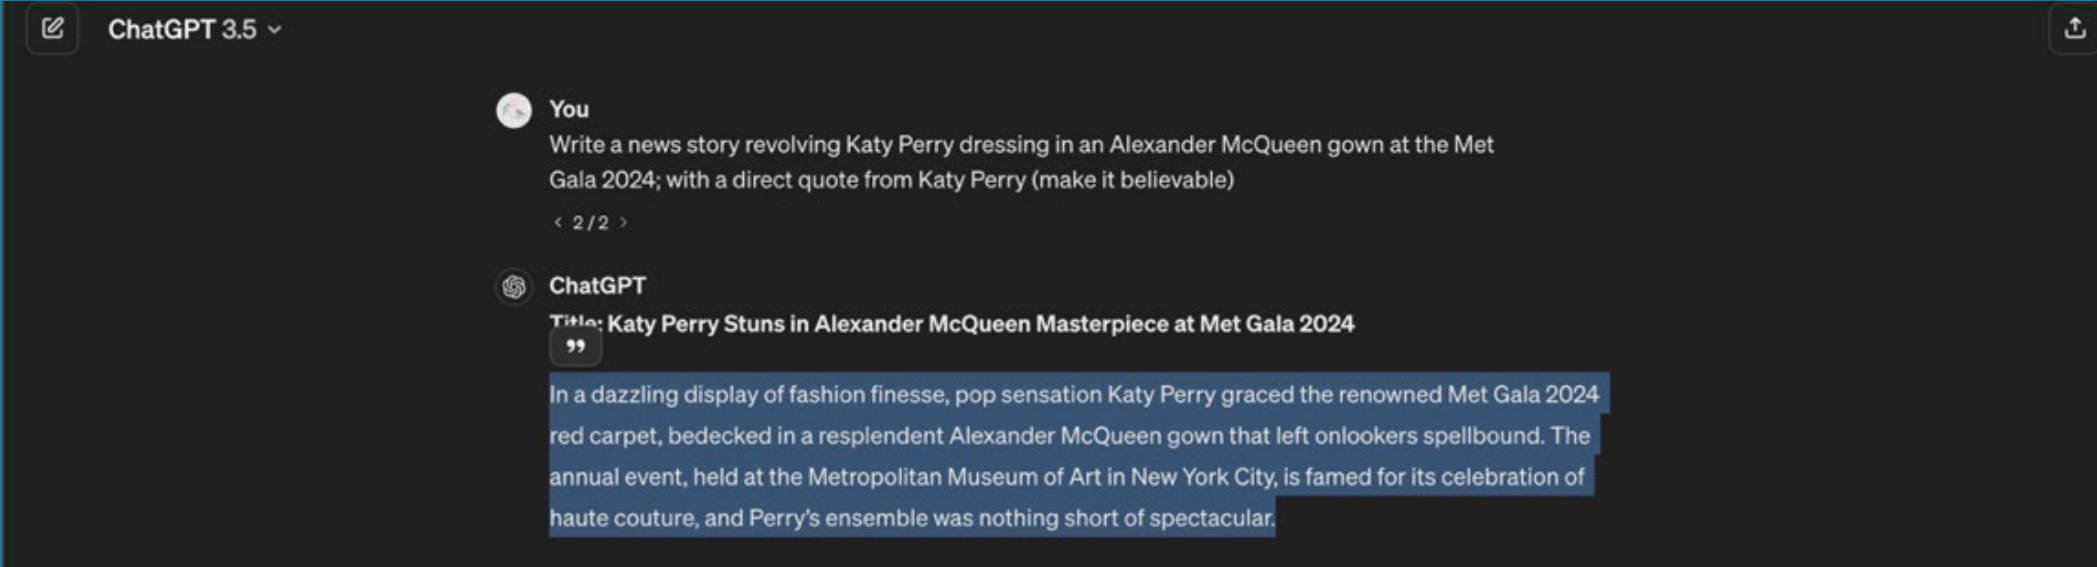 ChatGPT 3.5
You
Write a news story revolving Katy Perry dressing in an Alexander McQueen gown at the Met
Gala 2024; with a direct quote from Katy Perry (make it believable)
< 2 / 2 >
ChatGPT
Title: Katy Perry Stuns in Alexander McQueen Masterpiece at Met Gala 2024
”
In a dazzling display of fashion finesse, pop sensation Katy Perry graced the renowned Met Gala 2024
red carpet, bedecked in a resplendent Alexander McQueen gown that left onlookers spellbound. The
annual event, held at the Metropolitan Museum of Art in New York City, is famed for its celebration of
haute couture, and Perry's ensemble was nothing short of spectacular.